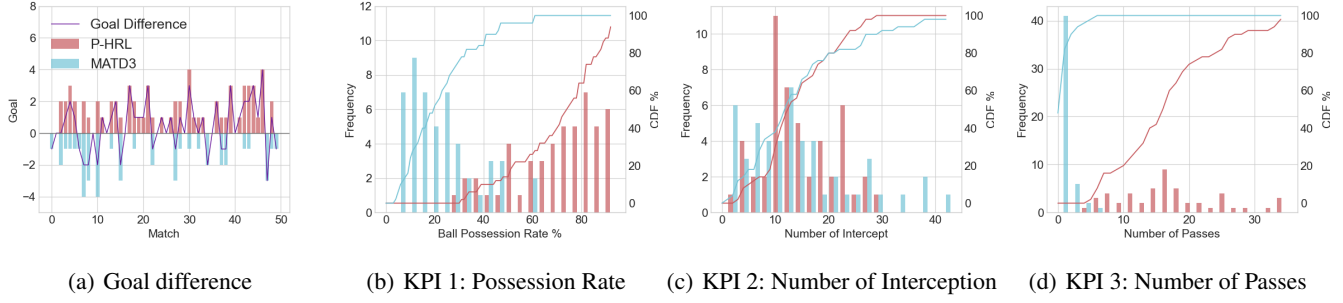 8
6
4
2
0
−2
−4
Goal
Goal Difference
P-HRL
MATD3
0 10 20 30 40 50
Match
12
10
8
6
4
2
0
Frequency
100
80
60
40
20
0
CDF %
0 20 40 60 80
Ball Possession Rate %
10
8
6
4
2
0
Frequency
100
80
60
40
20
0
CDF %
0 10 20 30 40
Number of Intercept
40
30
20
10
0
Frequency
100
80
60
40
20
0
CDF %
0 10 20 30
Number of Passes
(a) Goal difference
(b) KPI 1: Possession Rate
(c) KPI 2: Number of Interception
(d) KPI 3: Number of Passes